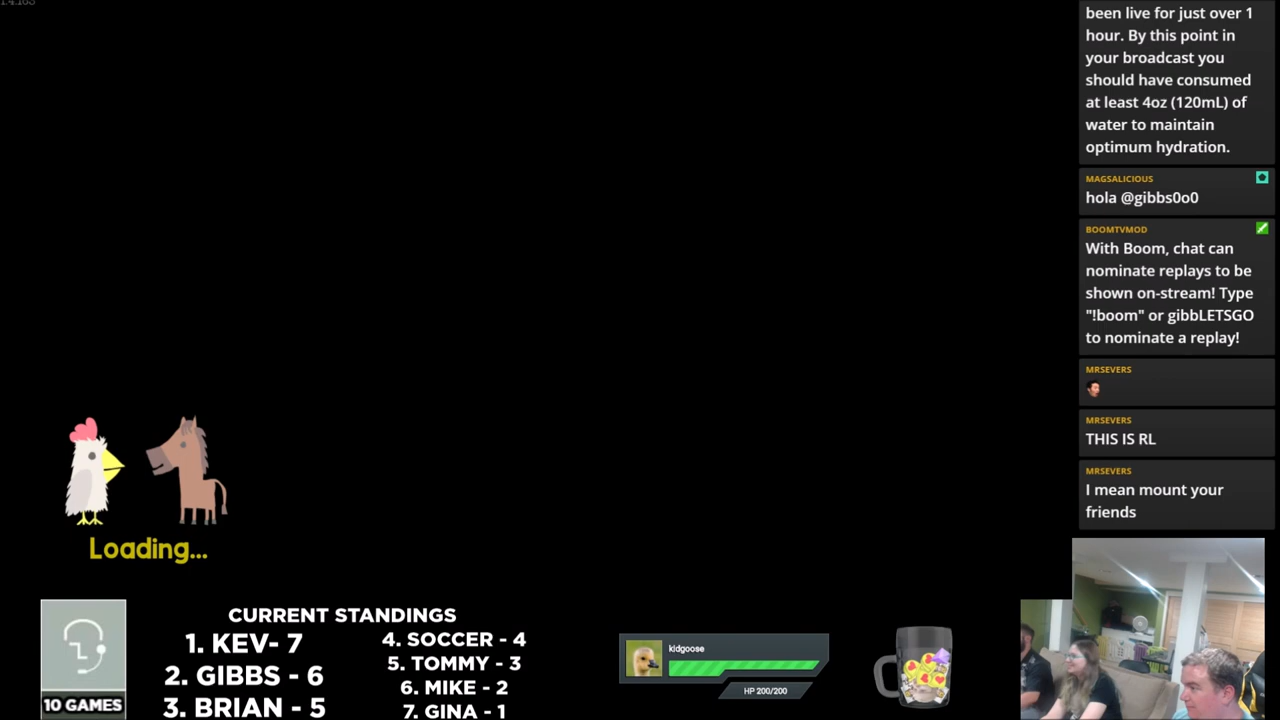 1.4.163
been live for just over 1
hour. By this point in
your broadcast you
should have consumed
at least 4oz (120mL) of
water to maintain
optimum hydration.
MAGSALICIOUS
hola @gibbs0o0
BOOMTVMOD
With Boom, chat can
nominate replays to be
shown on-stream! Type
"!boom" or gibbLETSGO
to nominate a replay!
MRSEVERS
MRSEVERS
THIS IS RL
MRSEVERS
I mean mount your
friends
Loading...
10 GAMES
CURRENT STANDINGS
1. KEV- 7
2. GIBBS - 6
3. BRIAN - 5
4. SOCCER - 4
5. TOMMY - 3
6. MIKE - 2
7. GINA - 1
kidgoose
HP 200/200